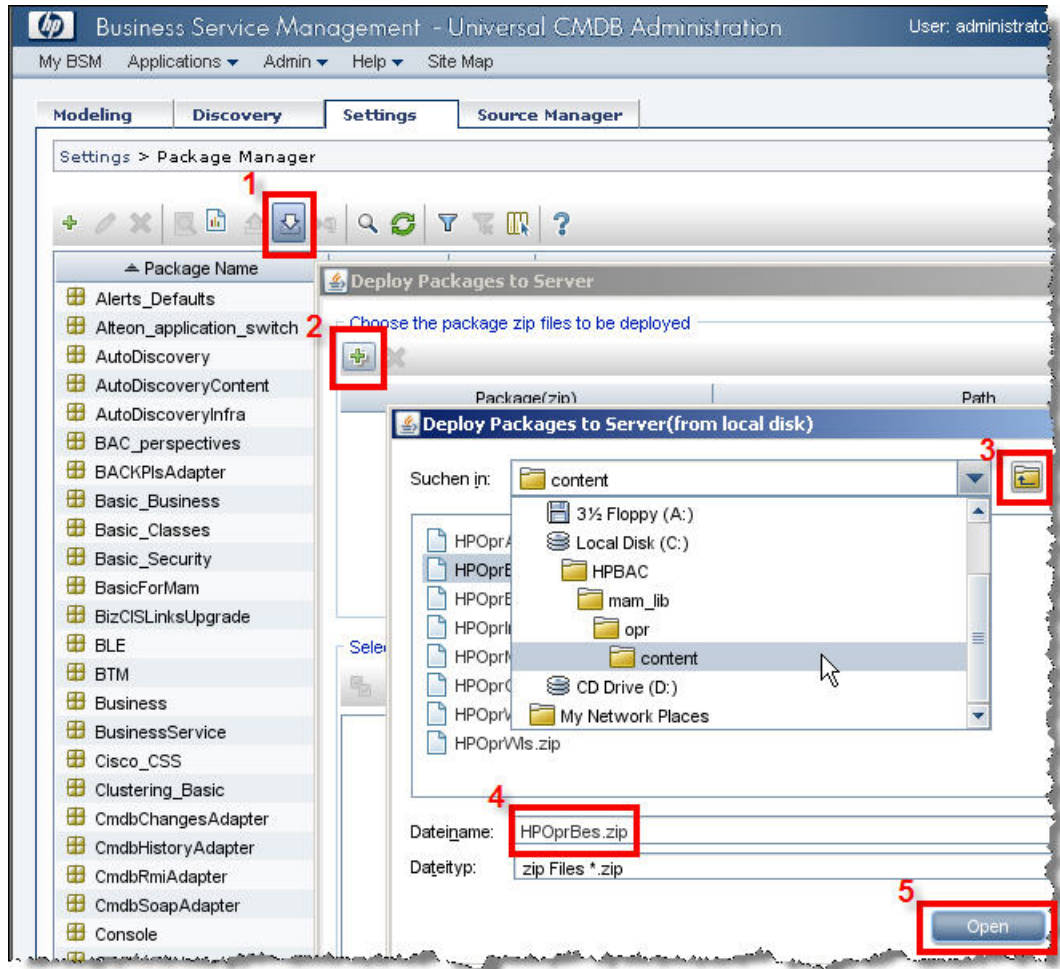 hp Business Service Management - Universal CMDB Administration User: administrato
My BSM Applications Admin Help Site Map
Modeling Discovery Settings Source Manager
Settings > Package Manager
1
Package Name
Alerts_Defaults
Alteon_application_switch
AutoDiscovery
AutoDiscoveryContent
AutoDiscoveryInfra
BAC_perspectives
BACKPIsAdapter
Basic_Business
Basic_Classes
Basic_Security
BasicForMam
BizCISLinksUpgrade
BLE
BTM
Business
BusinessService
Cisco_CSS
Clustering_Basic
CmdbChangesAdapter
CmdbHistoryAdapter
CmdbRmiAdapter
CmdbSoapAdapter
Console
Deploy Packages to Server
2
Choose the package zip files to be deployed
Package(zip) Path
Deploy Packages to Server(from local disk)
3
Suchen in: content
3½ Floppy (A:)
Local Disk (C:)
HPBAC
mam_lib
opr
content
CD Drive (D:)
My Network Places
HPOprWls.zip
4
Dateiname: HPOprBes.zip
Dateityp: zip Files *.zip
5
Open